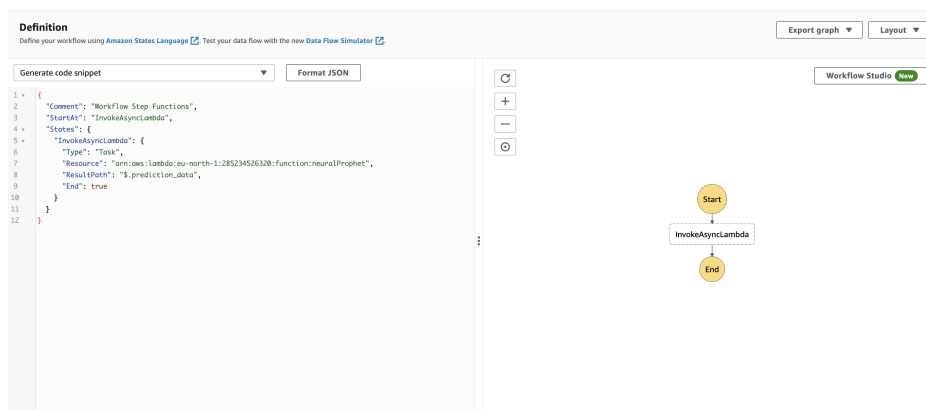 Definition
Define your workflow using Amazon States Language. Test your data flow with the new Data Flow Simulator.
Export graph
Layout
Generate code snippet
Format JSON
1 {
2 "Comment": "Workflow Step Functions",
3 "StartAt": "InvokeAsyncLambda",
4 "States": {
5 "InvokeAsyncLambda": {
6 "Type": "Task",
7 "Resource": "arn:aws:lambda:eu-north-1:285234526320:function:neuralProphet",
8 "ResultPath": "$.prediction_data",
9 "End": true
10 }
11 }
12 }
Workflow Studio New
Start
InvokeAsyncLambda
End